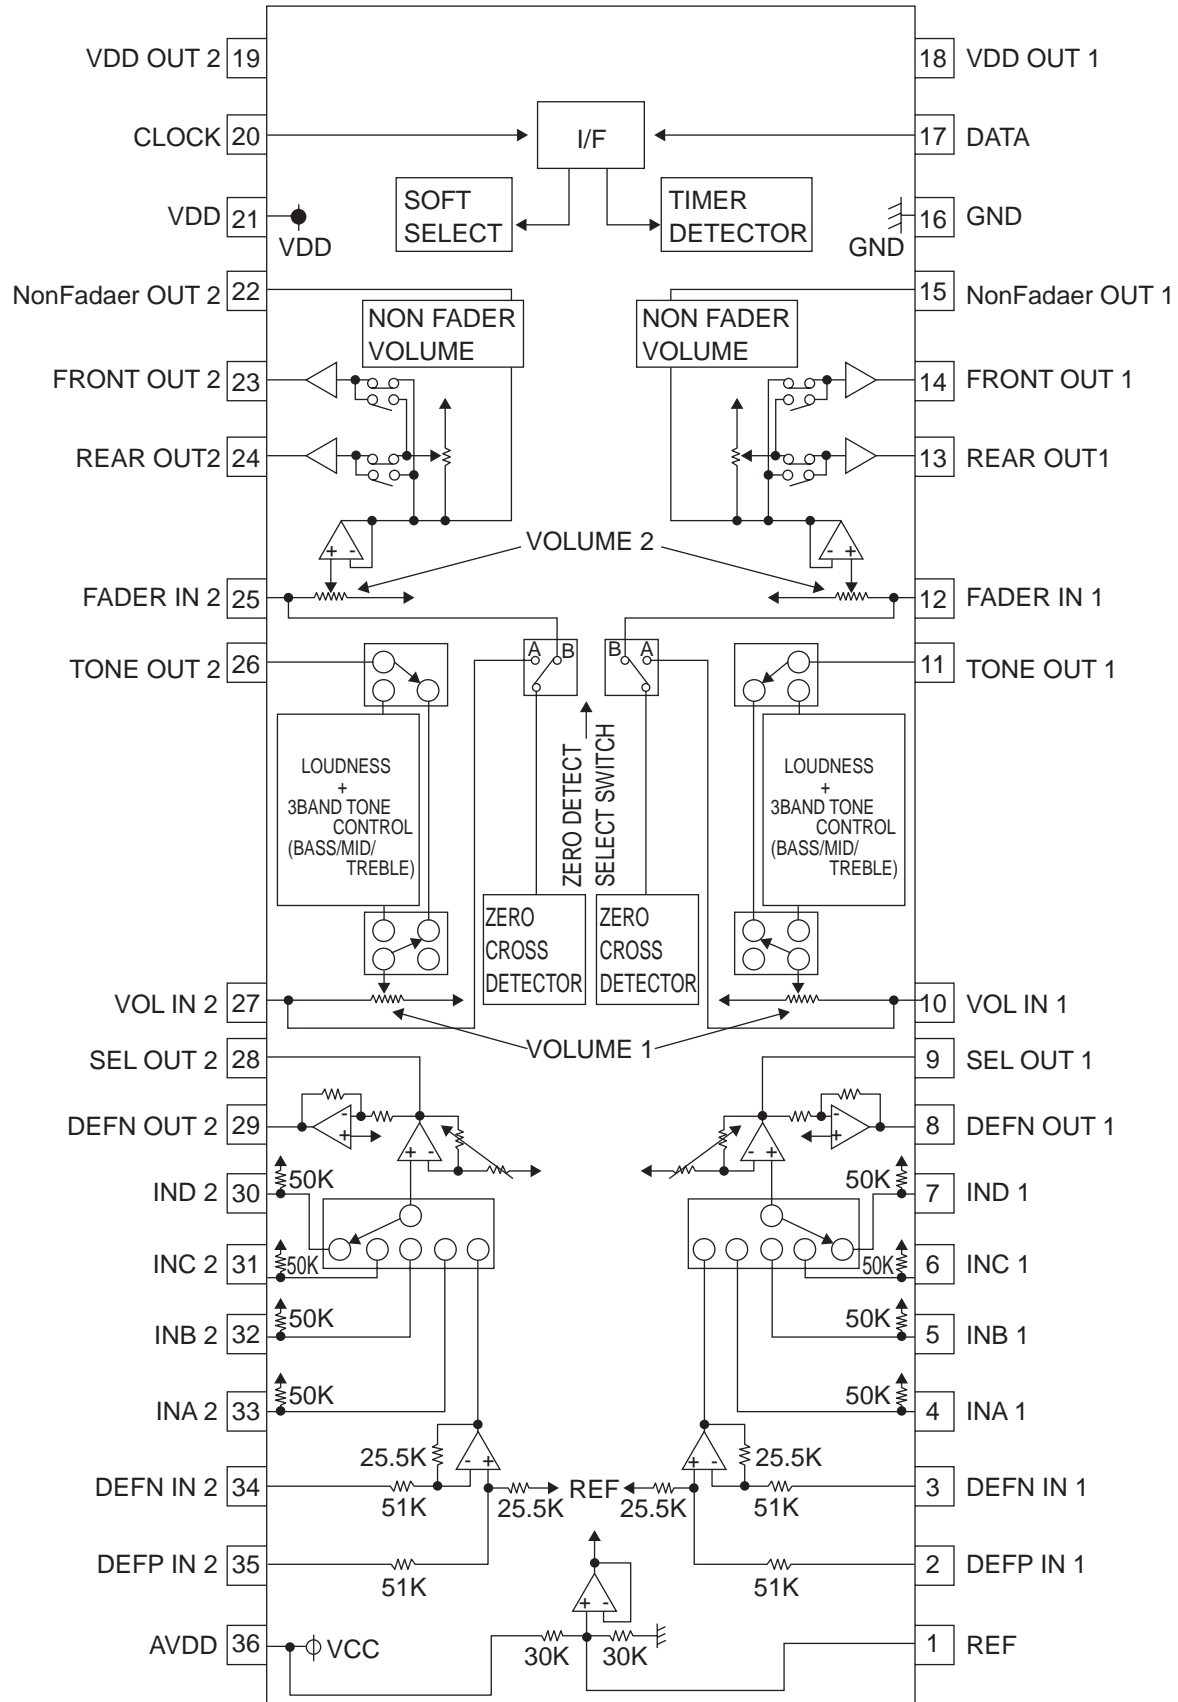 VDD OUT 2 19
18 VDD OUT 1
CLOCK 20
I/F
17 DATA
VDD 21
VDD
SOFT
SELECT
TIMER
DETECTOR
GND
16 GND
NonFadaer OUT 2 22
15 NonFadaer OUT 1
NON FADER
VOLUME
NON FADER
VOLUME
FRONT OUT 2 23
14 FRONT OUT 1
REAR OUT2 24
13 REAR OUT1
+ -
VOLUME 2
- +
FADER IN 2 25
12 FADER IN 1
A B
B A
TONE OUT 2 26
11 TONE OUT 1
LOUDNESS
+
3BAND TONE
CONTROL
(BASS/MID/
TREBLE)
ZERO DETECT
SELECT SWITCH
LOUDNESS
+
3BAND TONE
CONTROL
(BASS/MID/
TREBLE)
ZERO
CROSS
DETECTOR
ZERO
CROSS
DETECTOR
VOL IN 2 27
10 VOL IN 1
VOLUME 1
SEL OUT 2 28
9 SEL OUT 1
-
+
-
+
DEFN OUT 2 29
8 DEFN OUT 1
+ -
- +
50K
50K
IND 2 30
7 IND 1
INC 2 31
50K
50K
6 INC 1
50K
50K
INB 2 32
5 INB 1
50K
50K
INA 2 33
4 INA 1
25.5K
- +
+ -
25.5K
DEFN IN 2 34
51K
25.5K
REF
25.5K
51K
3 DEFN IN 1
DEFP IN 2 35
51K
51K
2 DEFP IN 1
+ -
AVDD 36
VCC
30K
30K
1 REF